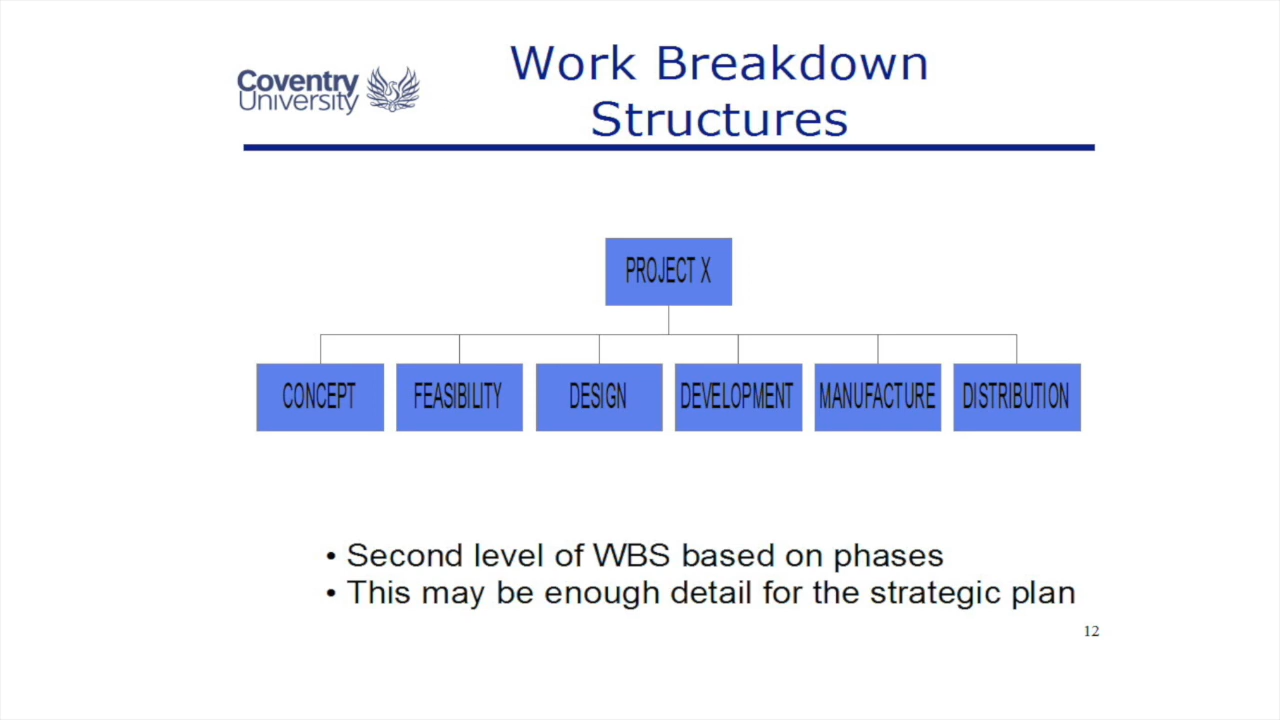 Coventry
University
Work Breakdown
Structures
PROJECT X
CONCEPT
FEASIBILITY
DESIGN
DEVELOPMENT
MANUFACTURE
DISTRIBUTION
• Second level of WBS based on phases
• This may be enough detail for the strategic plan
12